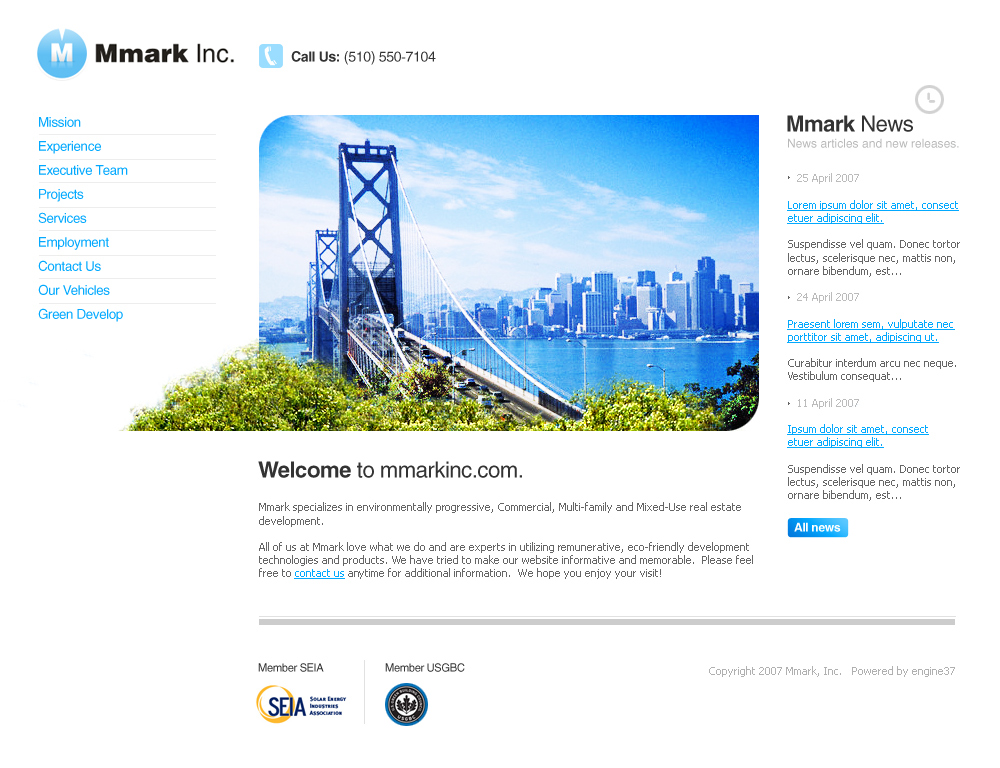 M
Mmark Inc.
Call Us: (510) 550-7104
Mission
Experience
Executive Team
Projects
Services
Employment
Contact Us
Our Vehicles
Green Develop
Mmark News
News articles and new releases.
25 April 2007
Lorem ipsum dolor sit amet, consect
etuer adipiscing elit.
Suspendisse vel quam. Donec tortor
lectus, scelerisque nec, mattis non,
ornare bibendum, est...
24 April 2007
Praesent lorem sem, vulputate nec
porttitor sit amet, adipiscing ut.
Curabitur interdum arcu nec neque.
Vestibulum consequat...
11 April 2007
Ipsum dolor sit amet, consect
etuer adipiscing elit.
Suspendisse vel quam. Donec tortor
lectus, scelerisque nec, mattis non,
ornare bibendum, est...
All news
Welcome to mmarkinc.com.
Mmark specializes in environmentally progressive, Commercial, Multi-family and Mixed-Use real estate
development.
All of us at Mmark love what we do and are experts in utilizing remunerative, eco-friendly development
technologies and products. We have tried to make our website informative and memorable.  Please feel
free to contact us anytime for additional information.  We hope you enjoy your visit!
Member SEIA
SEIA
Solar Energy
Industries
Association
Member USGBC
USGBC
Copyright 2007 Mmark, Inc.   Powered by engine37